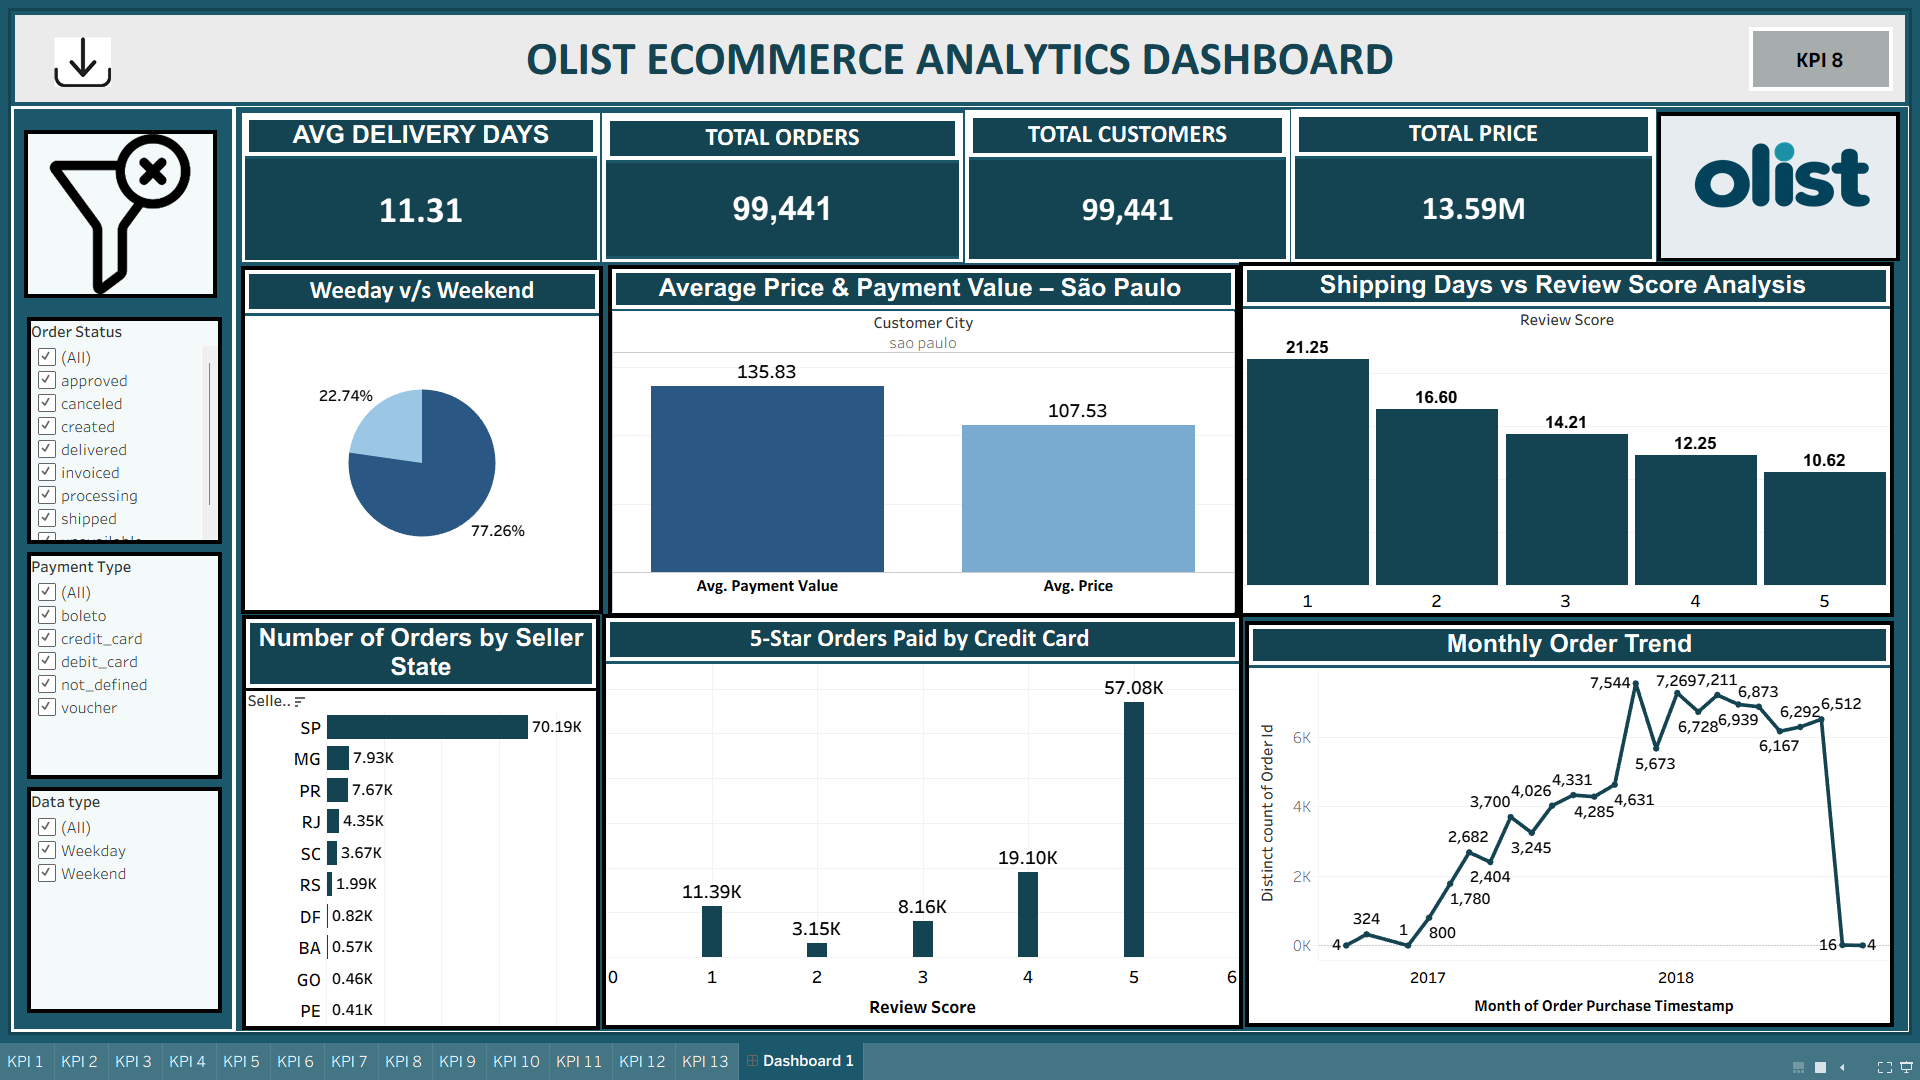 OLIST ECOMMERCE ANALYTICS DASHBOARD
KPI 8
AVG DELIVERY DAYS
11.31
TOTAL ORDERS
99,441
TOTAL CUSTOMERS
99,441
TOTAL PRICE
13.59M
olist
Order Status
(All)
approved
canceled
created
delivered
invoiced
processing
shipped
Payment Type
(All)
boleto
credit_card
debit_card
not_defined
voucher
Data type
(All)
Weekday
Weekend
Weeday v/s Weekend
22.74%
77.26%
Average Price & Payment Value – São Paulo
Customer City
sao paulo
135.83
107.53
Avg. Payment Value
Avg. Price
Shipping Days vs Review Score Analysis
Review Score
21.25
16.60
14.21
12.25
10.62
1 2 3 4 5
Number of Orders by Seller
State
Selle..
SP 70.19K
MG 7.93K
PR 7.67K
RJ 4.35K
SC 3.67K
RS 1.99K
DF 0.82K
BA 0.57K
GO 0.46K
PE 0.41K
5-Star Orders Paid by Credit Card
57.08K
19.10K
11.39K
8.16K
3.15K
0 1 2 3 4 5 6
Review Score
Monthly Order Trend
Distinct count of Order Id
6K
4K
2K
0K
4
324
1
800
1,780
2,682
2,404
3,700
3,245
4,026
4,331
4,285
4,631
7,544
5,673
7,269
6,728
7,211
6,939
6,873
6,167
6,292
6,512
16
4
2017 2018
Month of Order Purchase Timestamp
KPI 1 KPI 2 KPI 3 KPI 4 KPI 5 KPI 6 KPI 7 KPI 8 KPI 9 KPI 10 KPI 11 KPI 12 KPI 13 Dashboard 1